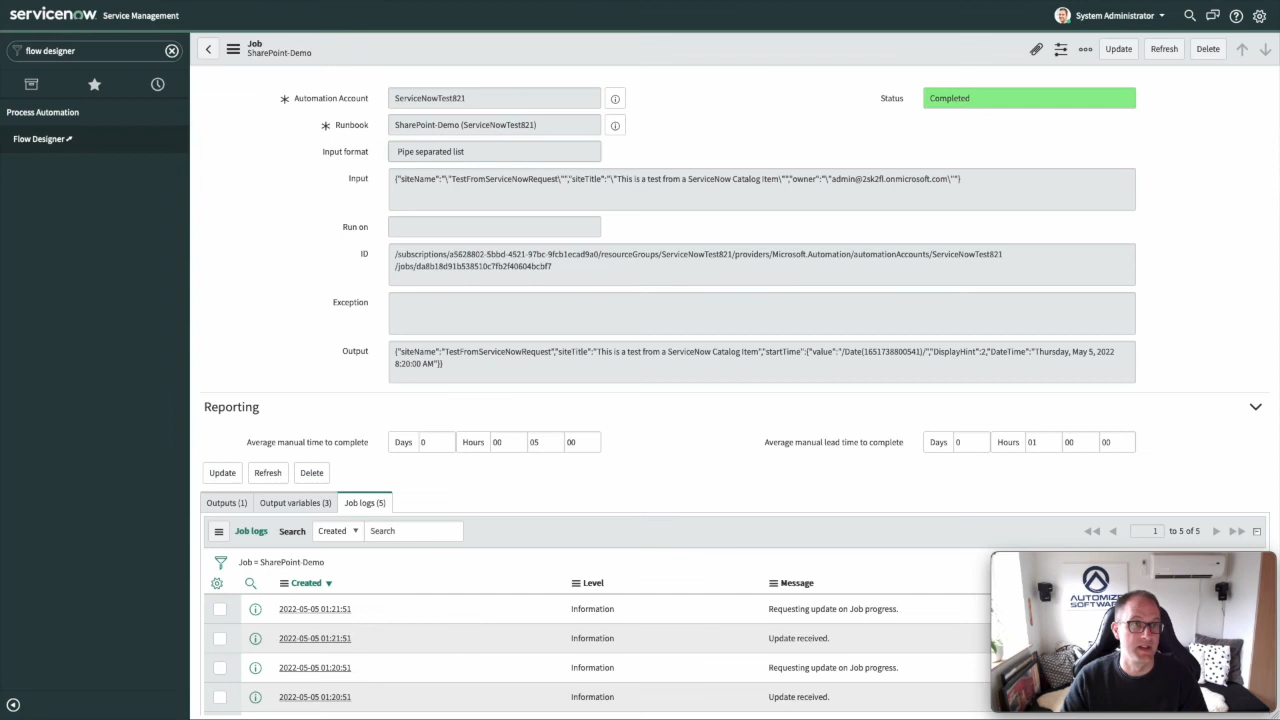 servicenow Service Management
System Administrator
flow designer
Job
SharePoint-Demo
Update
Refresh
Delete
Process Automation
Flow Designer
Automation Account
ServiceNowTest821
Status
Completed
Runbook
SharePoint-Demo (ServiceNowTest821)
Input format
Pipe separated list
Input
{"siteName":"\"TestFromServiceNowRequest\"","siteTitle":"\"This is a test from a ServiceNow Catalog Item\"","owner":"\"admin@2sk2fl.onmicrosoft.com\""}
Run on
ID
/subscriptions/a5628802-5bbd-4521-97bc-9fcb1ecad9a0/resourceGroups/ServiceNowTest821/providers/Microsoft.Automation/automationAccounts/ServiceNowTest821
/jobs/da8b18d91b538510c7fb2f40604bcbf7
Exception
Output
{"siteName":"TestFromServiceNowRequest","siteTitle":"This is a test from a ServiceNow Catalog Item","startTime":{"value":"/Date(1651738800541)/","DisplayHint":2,"DateTime":"Thursday, May 5, 2022
8:20:00 AM"}}
Reporting
Average manual time to complete
Days 0 Hours 00 05 00
Average manual lead time to complete
Days 0 Hours 01 00 00
Update
Refresh
Delete
Outputs (1)
Output variables (3)
Job logs (5)
Job logs
Search
Created
Search
1 to 5 of 5
Job = SharePoint-Demo
Created
Level
Message
2022-05-05 01:21:51 Information Requesting update on Job progress.
2022-05-05 01:21:51 Information Update received.
2022-05-05 01:20:51 Information Requesting update on Job progress.
2022-05-05 01:20:51 Information Update received.
AUTOMIZE
SOFTWARE